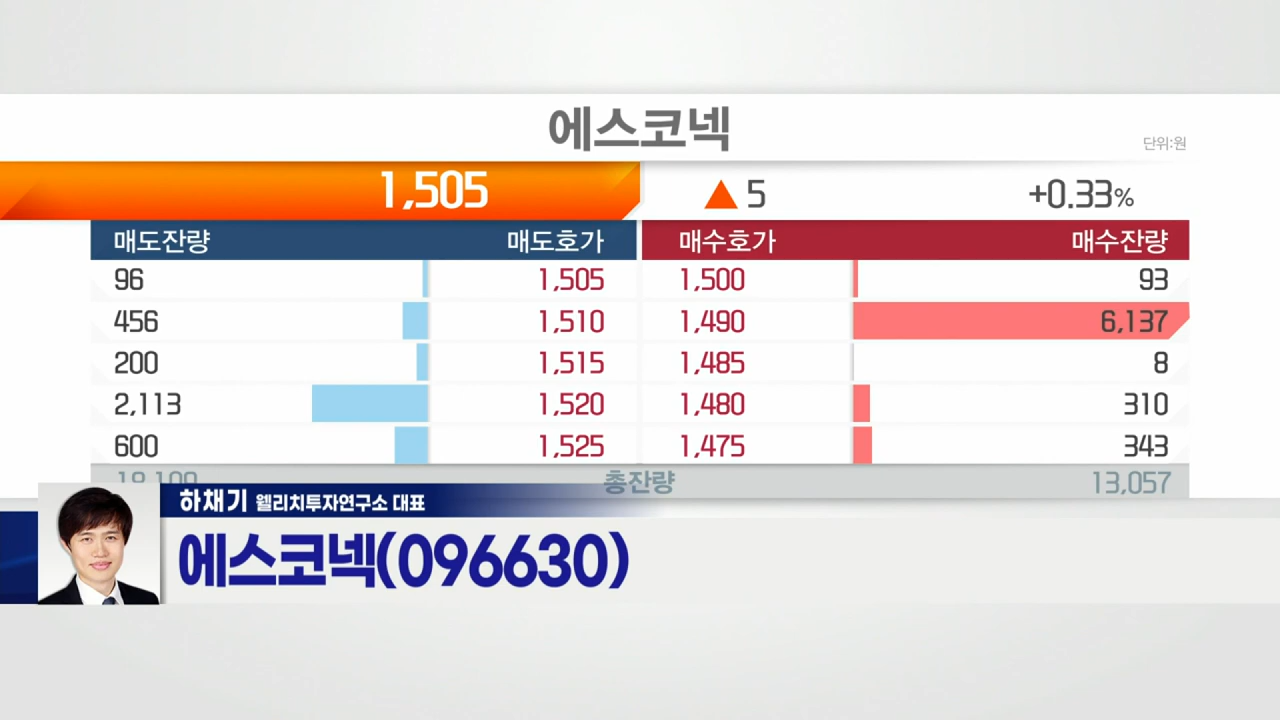 에스코넥
단위:원
1,505 ▲ 5 +0.33%
매도잔량 매도호가 매수호가 매수잔량
96 1,505 1,500 93
456 1,510 1,490 6,137
200 1,515 1,485 8
2,113 1,520 1,480 310
600 1,525 1,475 343
총잔량 13,057
하채기 웰리치투자연구소 대표
에스코넥(096630)